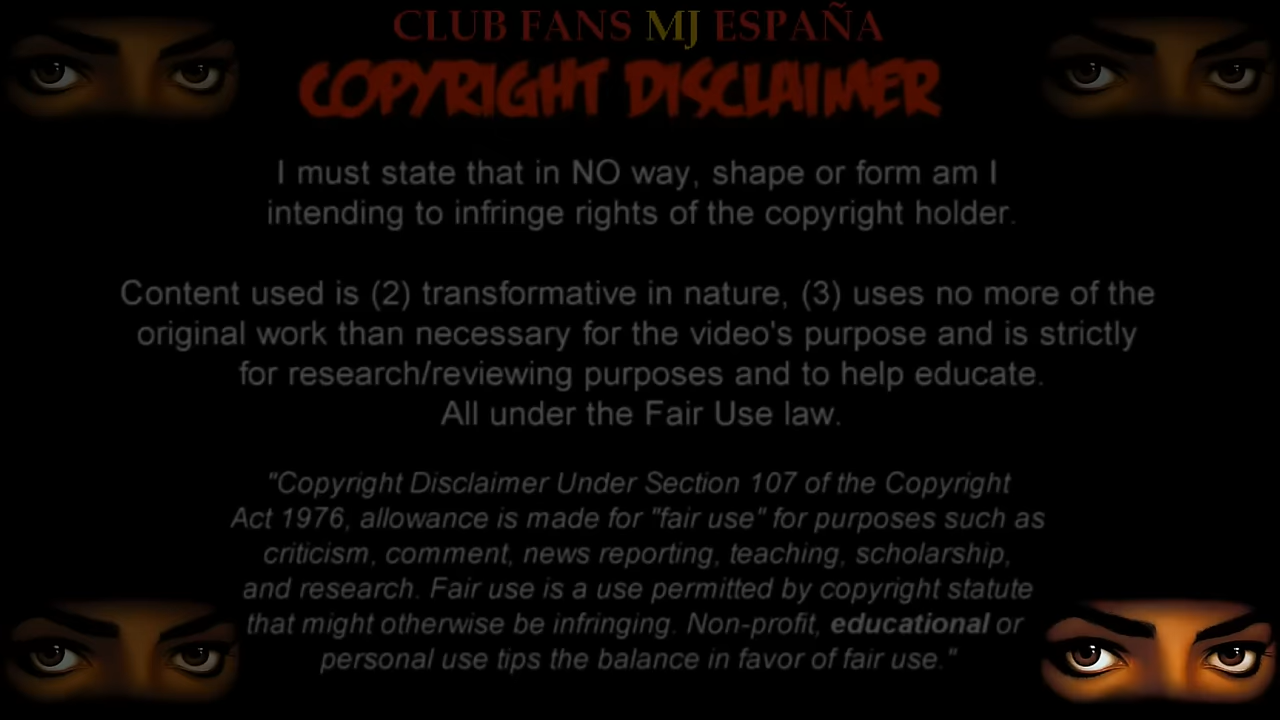 CLUB FANS MJ ESPAÑA
COPYRIGHT DISCLAIMER
I must state that in NO way, shape or form am I
intending to infringe rights of the copyright holder.
Content used is (2) transformative in nature, (3) uses no more of the
original work than necessary for the video's purpose and is strictly
for research/reviewing purposes and to help educate.
All under the Fair Use law.
"Copyright Disclaimer Under Section 107 of the Copyright
Act 1976, allowance is made for "fair use" for purposes such as
criticism, comment, news reporting, teaching, scholarship,
and research. Fair use is a use permitted by copyright statute
that might otherwise be infringing. Non-profit, educational or
personal use tips the balance in favor of fair use."